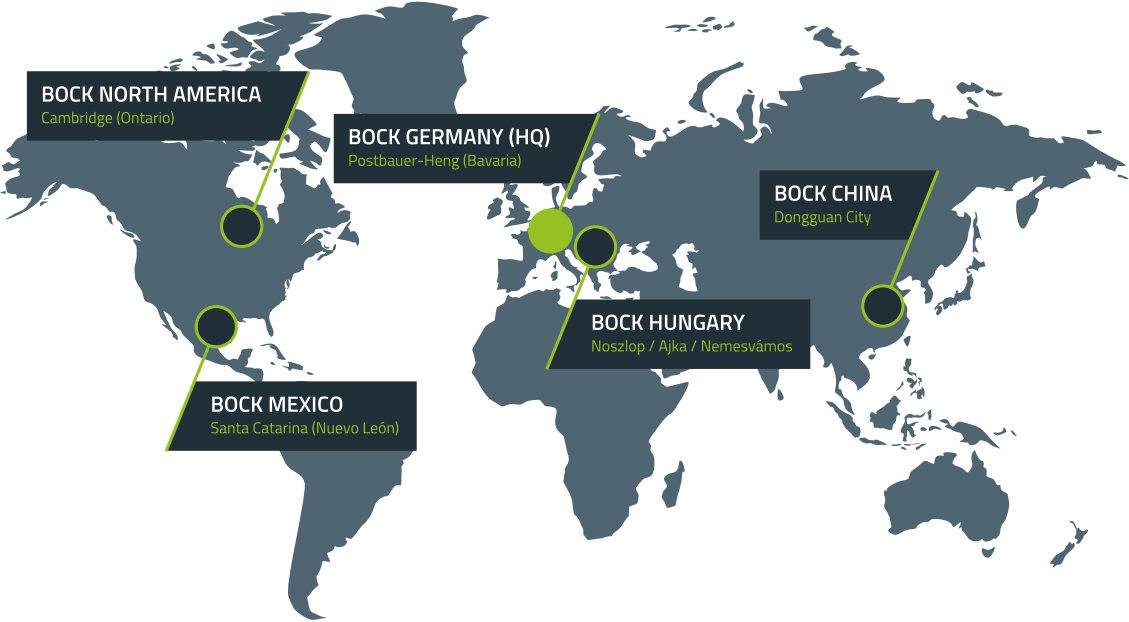 BOCK NORTH AMERICA
Cambridge (Ontario)
BOCK GERMANY (HQ)
Postbauer-Heng (Bavaria)
BOCK CHINA
Dongguan City
BOCK HUNGARY
Noszlop / Ajka / Nemesvámos
BOCK MEXICO
Santa Catarina (Nuevo León)